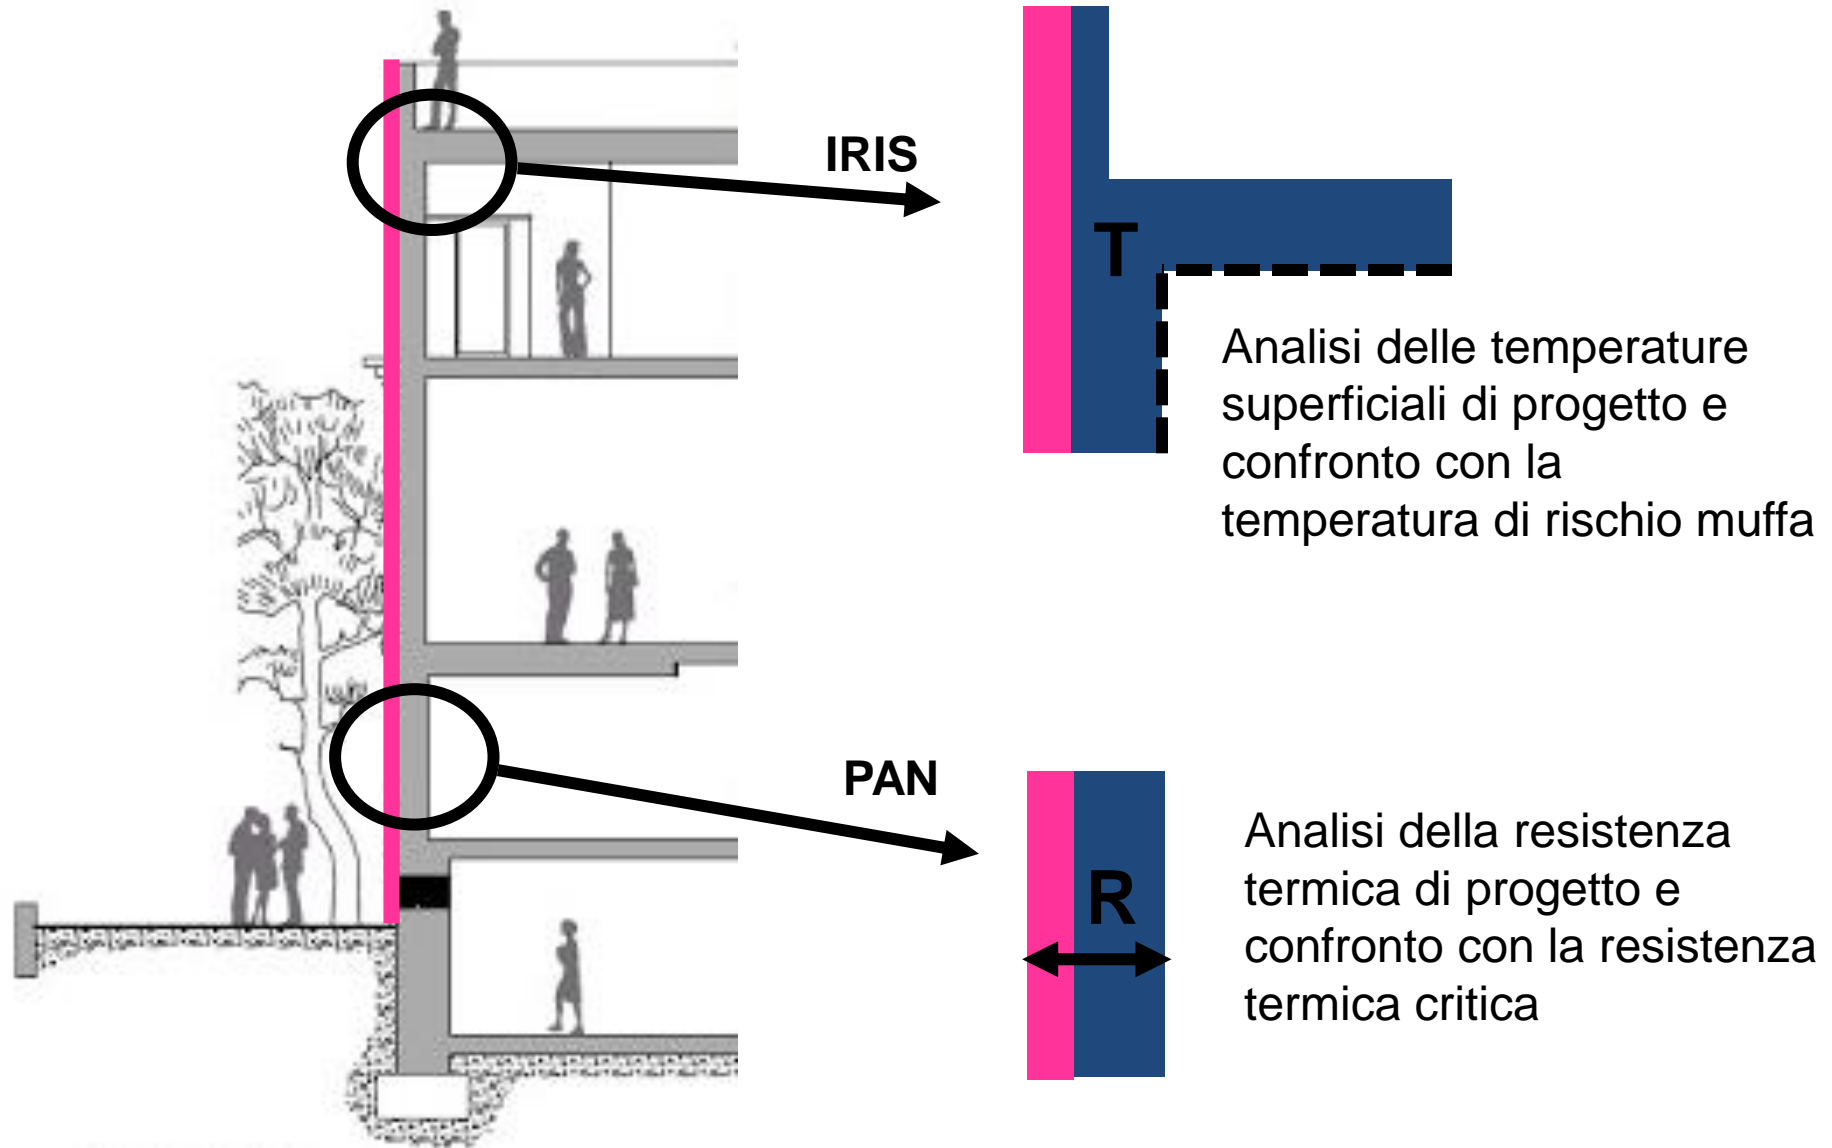 IRIS
T
Analisi delle temperature
superficiali di progetto e
confronto con la
temperatura di rischio muffa
PAN
R
Analisi della resistenza
termica di progetto e
confronto con la resistenza
termica critica